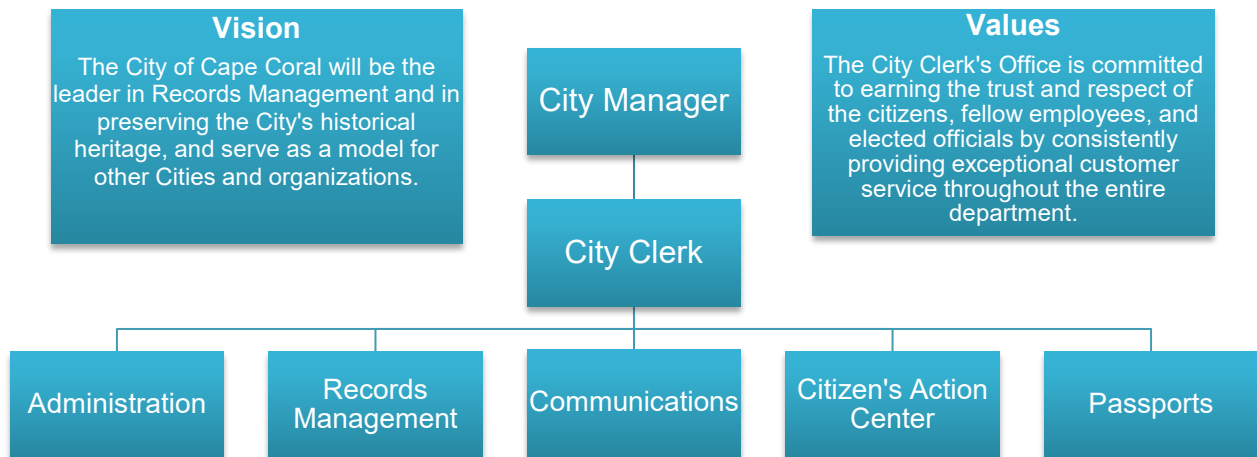 Vision
The City of Cape Coral will be the
leader in Records Management and in
preserving the City's historical
heritage, and serve as a model for
other Cities and organizations.
City Manager
Values
The City Clerk's Office is committed
to earning the trust and respect of
the citizens, fellow employees, and
elected officials by consistently
providing exceptional customer
service throughout the entire
department.
City Clerk
Administration
Records
Management
Communications
Citizen's Action
Center
Passports